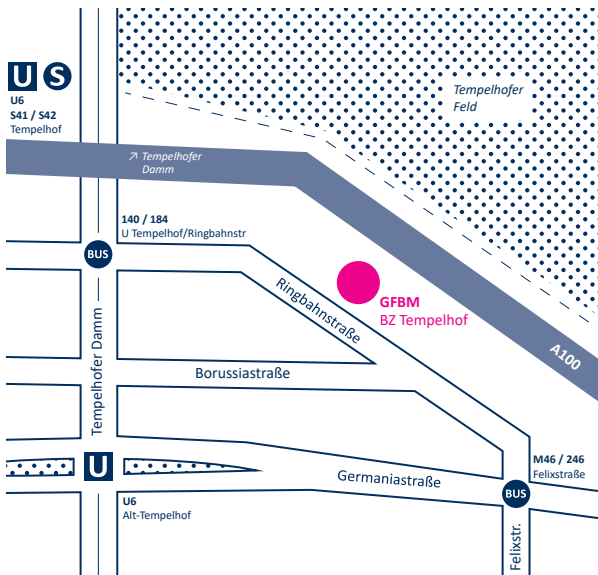 U S
U6
S41 / S42
Tempelhof
Tempelhofer
Feld
↗ Tempelhofer
Damm
140 / 184
U Tempelhof/Ringbahnstr
BUS
Ringbahnstraße
GFBM
BZ Tempelhof
A100
Tempelhofer Damm
Borussiastraße
U
U6
Alt-Tempelhof
Germaniastraße
M46 / 246
Felixstraße
BUS
Felixstr.